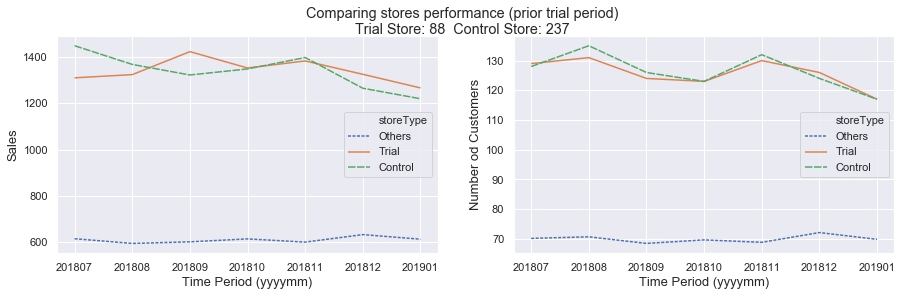 Comparing stores performance (prior trial period)
Trial Store: 88  Control Store: 237
Sales
1400
1200
1000
800
600
storeType
Others
Trial
Control
201807 201808 201809 201810 201811 201812 201901
Time Period (yyyymm)
Number od Customers
130
120
110
100
90
80
70
storeType
Others
Trial
Control
201807 201808 201809 201810 201811 201812 201901
Time Period (yyyymm)